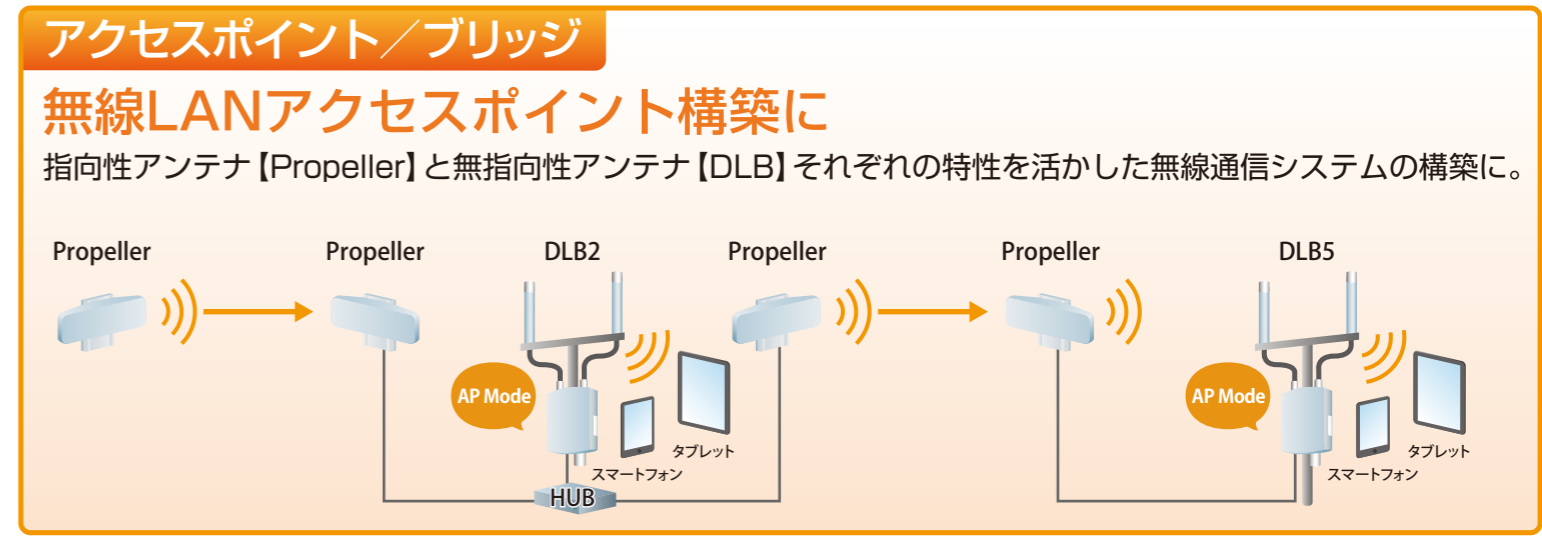 アクセスポイント／ブリッジ
無線LANアクセスポイント構築に
指向性アンテナ【Propeller】と無指向性アンテナ【DLB】それぞれの特性を活かした無線通信システムの構築に。
Propeller
Propeller
DLB2
Propeller
Propeller
DLB5
AP Mode
AP Mode
タブレット
スマートフォン
タブレット
スマートフォン
HUB